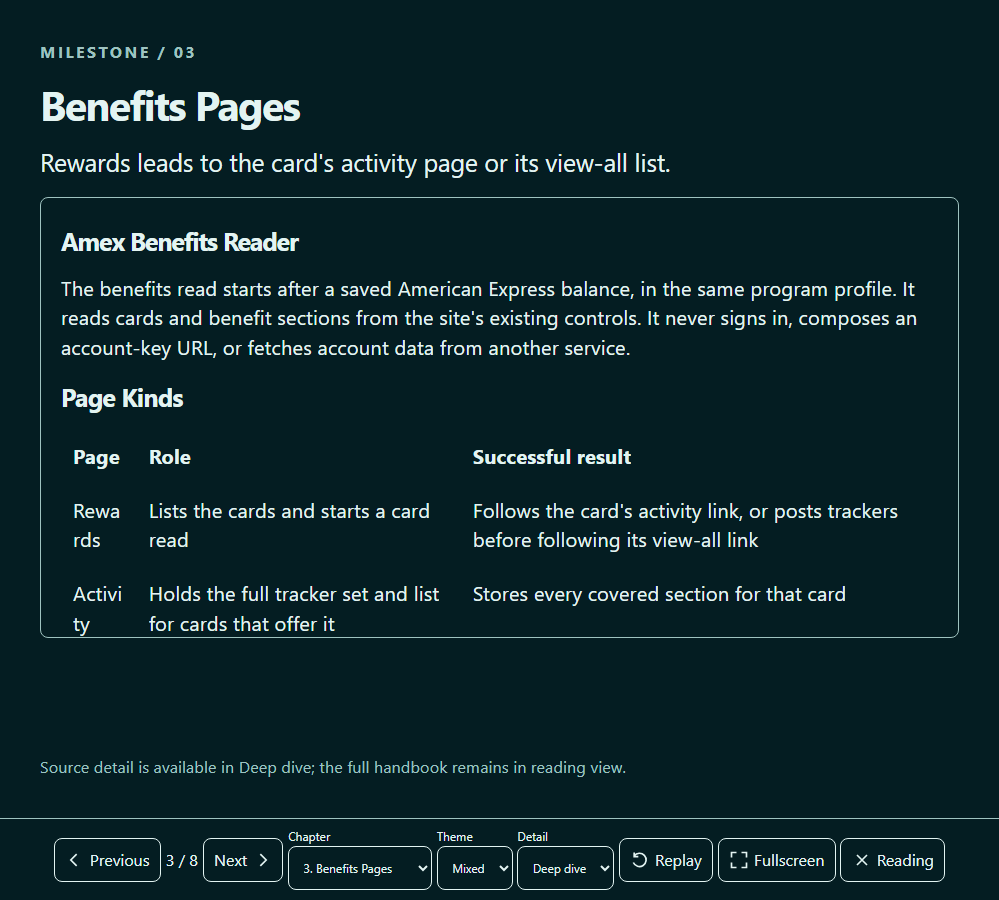 MILESTONE / 03
Benefits Pages
Rewards leads to the card's activity page or its view-all list.
Amex Benefits Reader
The benefits read starts after a saved American Express balance, in the same program profile. It
reads cards and benefit sections from the site's existing controls. It never signs in, composes an
account-key URL, or fetches account data from another service.
Page Kinds
Page Role Successful result
Rewa Lists the cards and starts a card Follows the card's activity link, or posts trackers
rds read before following its view-all link
Activi Holds the full tracker set and list Stores every covered section for that card
ty for cards that offer it
Source detail is available in Deep dive; the full handbook remains in reading view.
Chapter Theme Detail
Previous 3 / 8 Next 3. Benefits Pages Mixed Deep dive Replay Fullscreen Reading